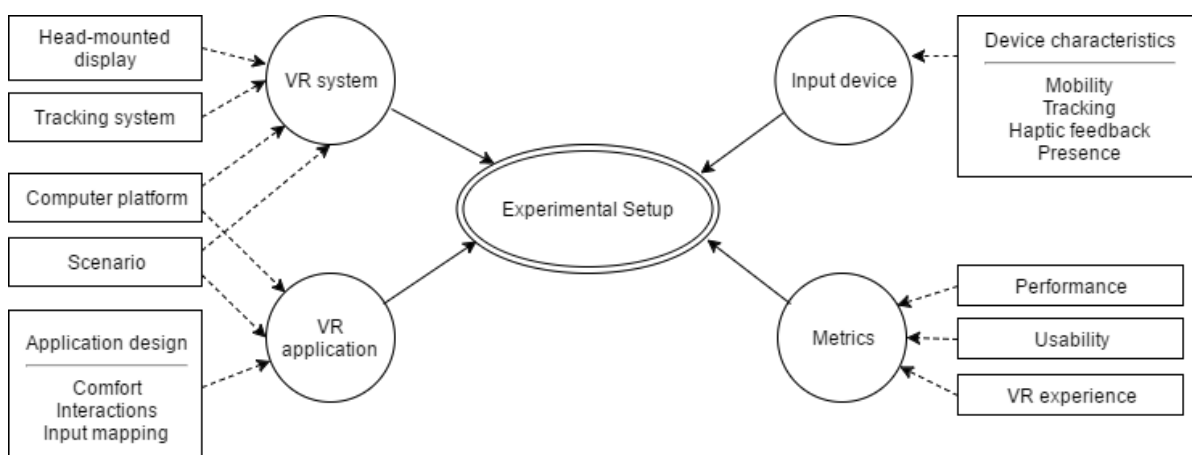 Head-mounted
display
Tracking system
Computer platform
Scenario
Application design
Comfort
Interactions
Input mapping
VR system
VR
application
Experimental Setup
Input device
Metrics
Device characteristics
Mobility
Tracking
Haptic feedback
Presence
Performance
Usability
VR experience